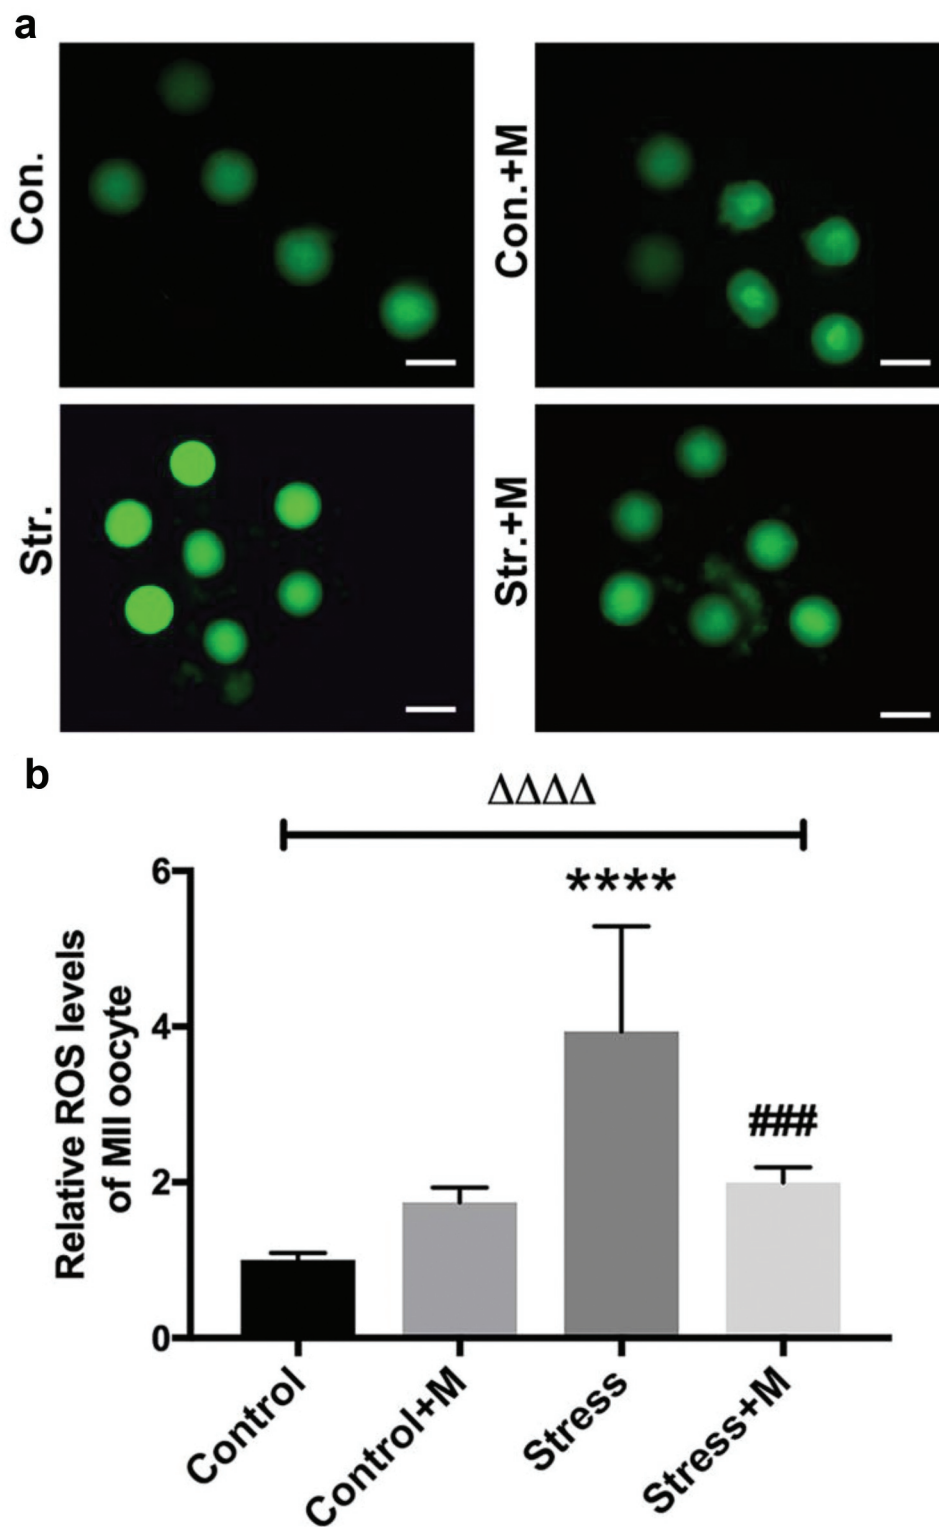 a
Con.
Con.+M
Str.
Str.+M
b
ΔΔΔΔ
****
###
6
4
2
0
Relative ROS levels
of MII oocyte
Control
Control+M
Stress
Stress+M